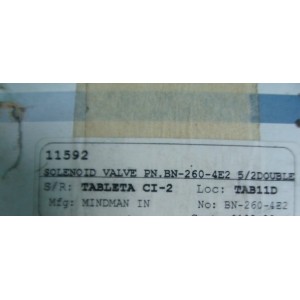 11592
SOLENOID VALVE PN.BN-260-4E2 5/2DOUBLE
S/R: TABLETA CI-2 Loc: TAB11D
Mfg: MINDMAN IN No: BN-260-4E2